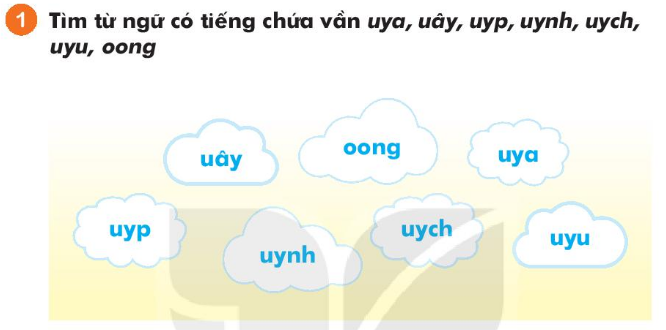 1 Tìm từ ngữ có tiếng chứa vần uya, uây, uyp, uynh, uych,
uyu, oong
uây oong uya
uyp uynh uych uyu